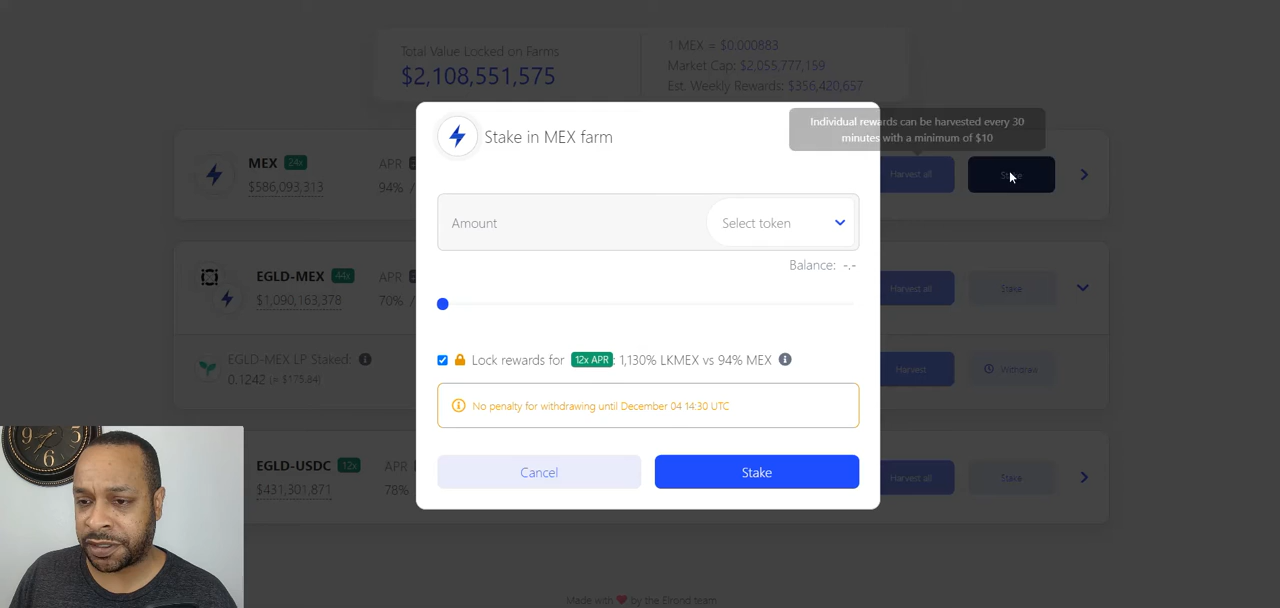 Total Value Locked on Farms
$2,108,551,575
1 MEX = $0.000883
Market Cap: $2,055,777,159
Est. Weekly Rewards: $356,420,657
Individual rewards can be harvested every 30
minutes with a minimum of $10
Stake in MEX farm
MEX 24x
$586,093,313
APR
94%
Harvest all
Amount
Select token
Balance: -.-
EGLD-MEX 44x
$1,090,163,378
APR
70%
Harvest all
Stake
Lock rewards for 12x APR: 1,130% LKMEX vs 94% MEX
EGLD-MEX LP Staked:
0.1242 (≈ $175.84)
Harvest
Withdraw
No penalty for withdrawing until December 04 14:30 UTC
Cancel
Stake
EGLD-USDC 12x
$431,301,871
APR
78%
Harvest all
Stake
Made with ❤ by the Elrond team